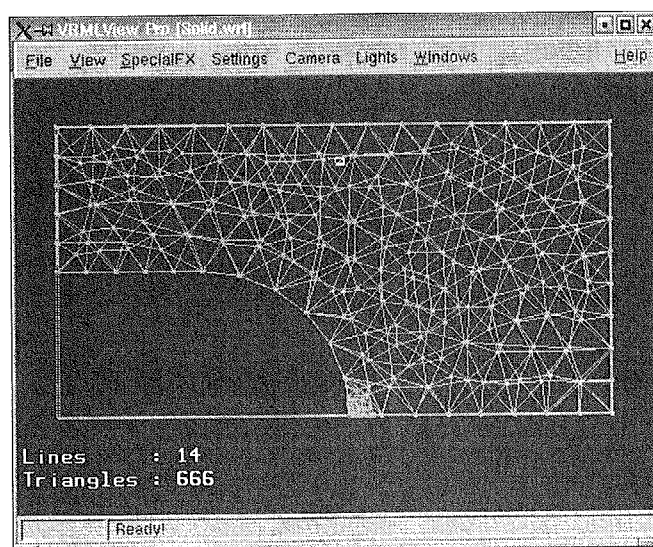 VRMLView Pro [Solid.wrl]
File View SpecialFX Settings Camera Lights Windows Help
Lines : 14
Triangles : 666
Ready!